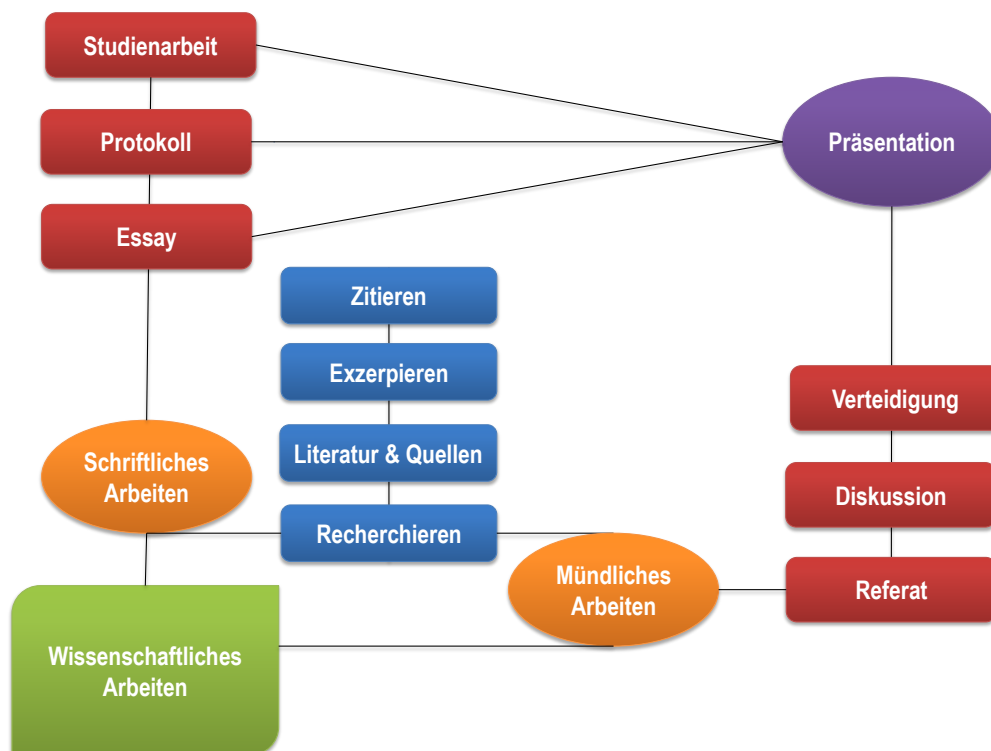 Studienarbeit
Protokoll
Präsentation
Essay
Zitieren
Exzerpieren
Verteidigung
Literatur & Quellen
Schriftliches
Arbeiten
Diskussion
Recherchieren
Mündliches
Arbeiten
Referat
Wissenschaftliches
Arbeiten